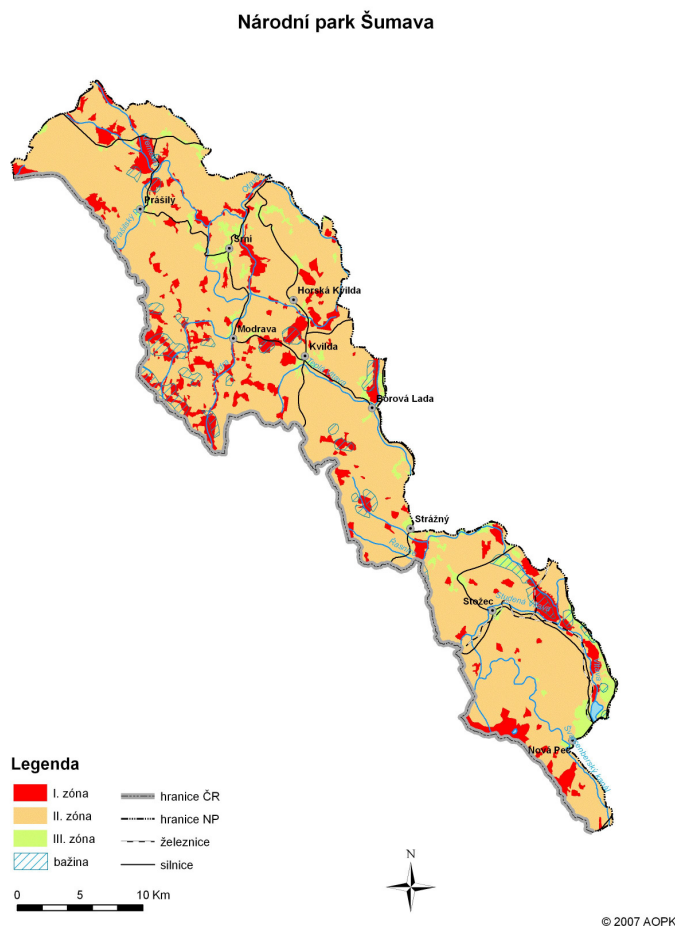 Národní park Šumava
Prášily
Srní
Horská Kvilda
Modrava
Kvilda
Borová Lada
Strážný
Studená
Stožec
Nová Pec
Legenda
I. zóna
II. zóna
III. zóna
bažina
hranice ČR
hranice NP
železnice
silnice
0 5 10 Km
N
© 2007 AOPK